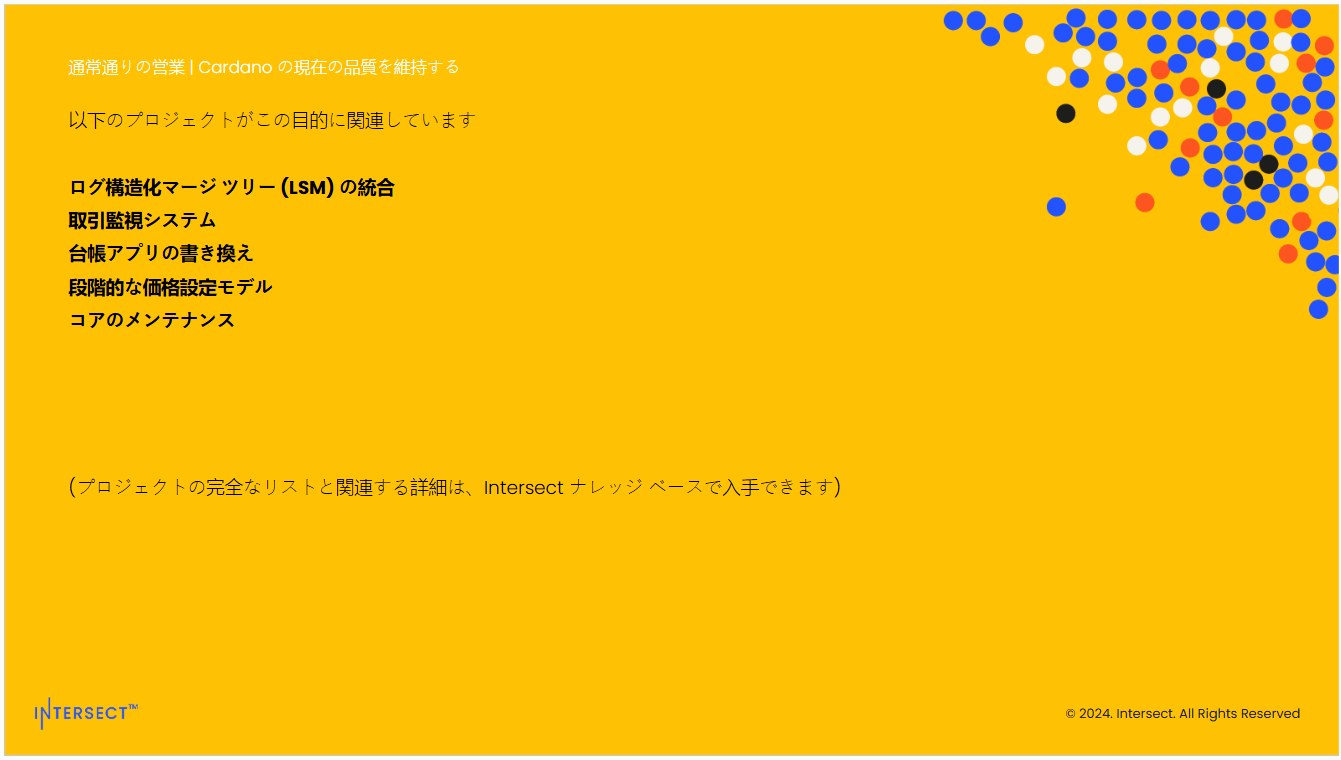 通常通りの営業 | Cardano の現在の品質を維持する
以下のプロジェクトがこの目的に関連しています
ログ構造化マージ ツリー (LSM) の統合
取引監視システム
台帳アプリの書き換え
段階的な価格設定モデル
コアのメンテナンス
(プロジェクトの完全なリストと関連する詳細は、Intersect ナレッジ ベースで入手できます)
INTERSECT™
© 2024. Intersect. All Rights Reserved